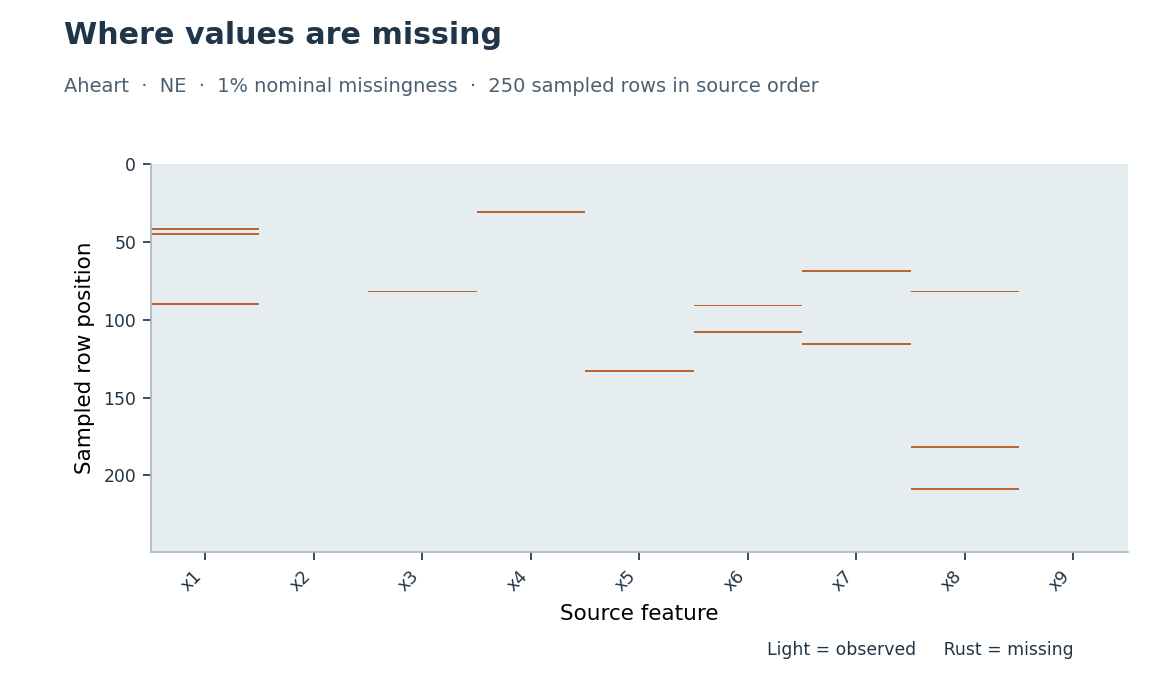 Where values are missing
Aheart · NE · 1% nominal missingness · 250 sampled rows in source order
0
50
100
150
200
Sampled row position
x1 x2 x3 x4 x5 x6 x7 x8 x9
Source feature
Light = observed Rust = missing